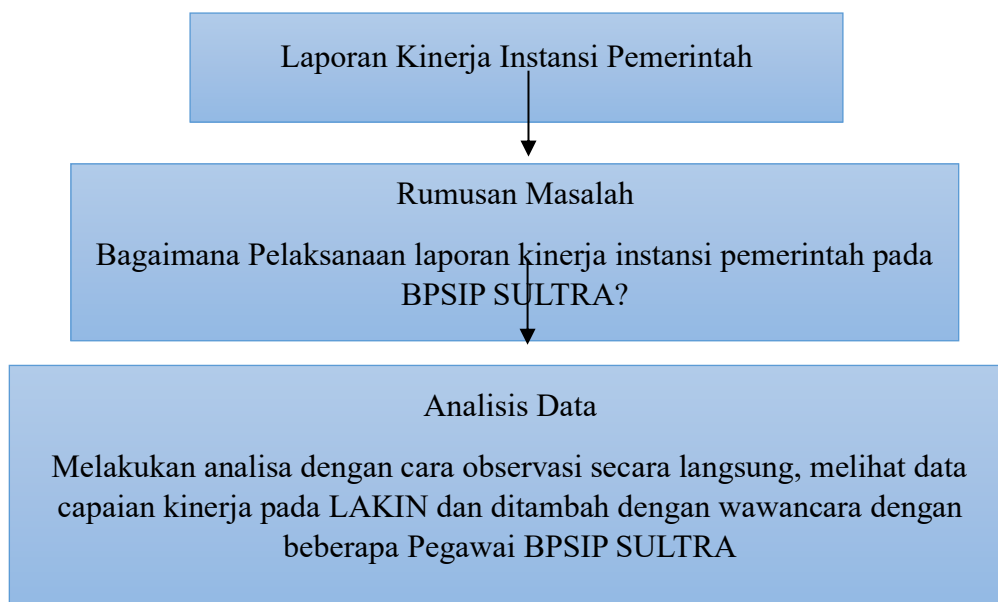 Laporan Kinerja Instansi Pemerintah
Rumusan Masalah
Bagaimana Pelaksanaan laporan kinerja instansi pemerintah pada
BPSIP SULTRA?
Analisis Data
Melakukan analisa dengan cara observasi secara langsung, melihat data
capaian kinerja pada LAKIN dan ditambah dengan wawancara dengan
beberapa Pegawai BPSIP SULTRA